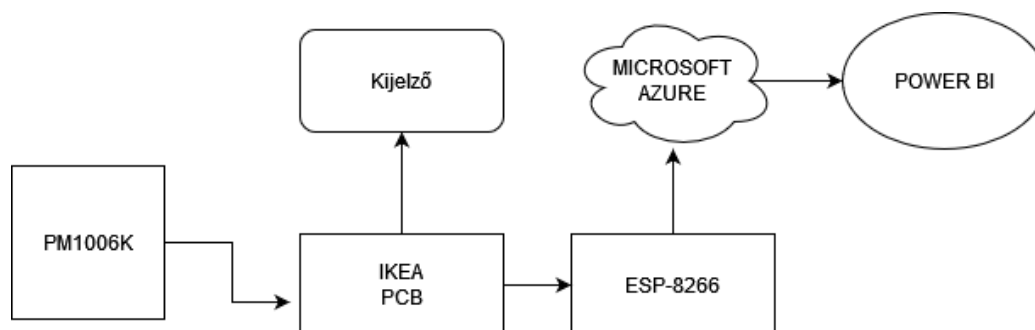 Kijelző
MICROSOFT
AZURE
POWER BI
PM1006K
IKEA
PCB
ESP-8266